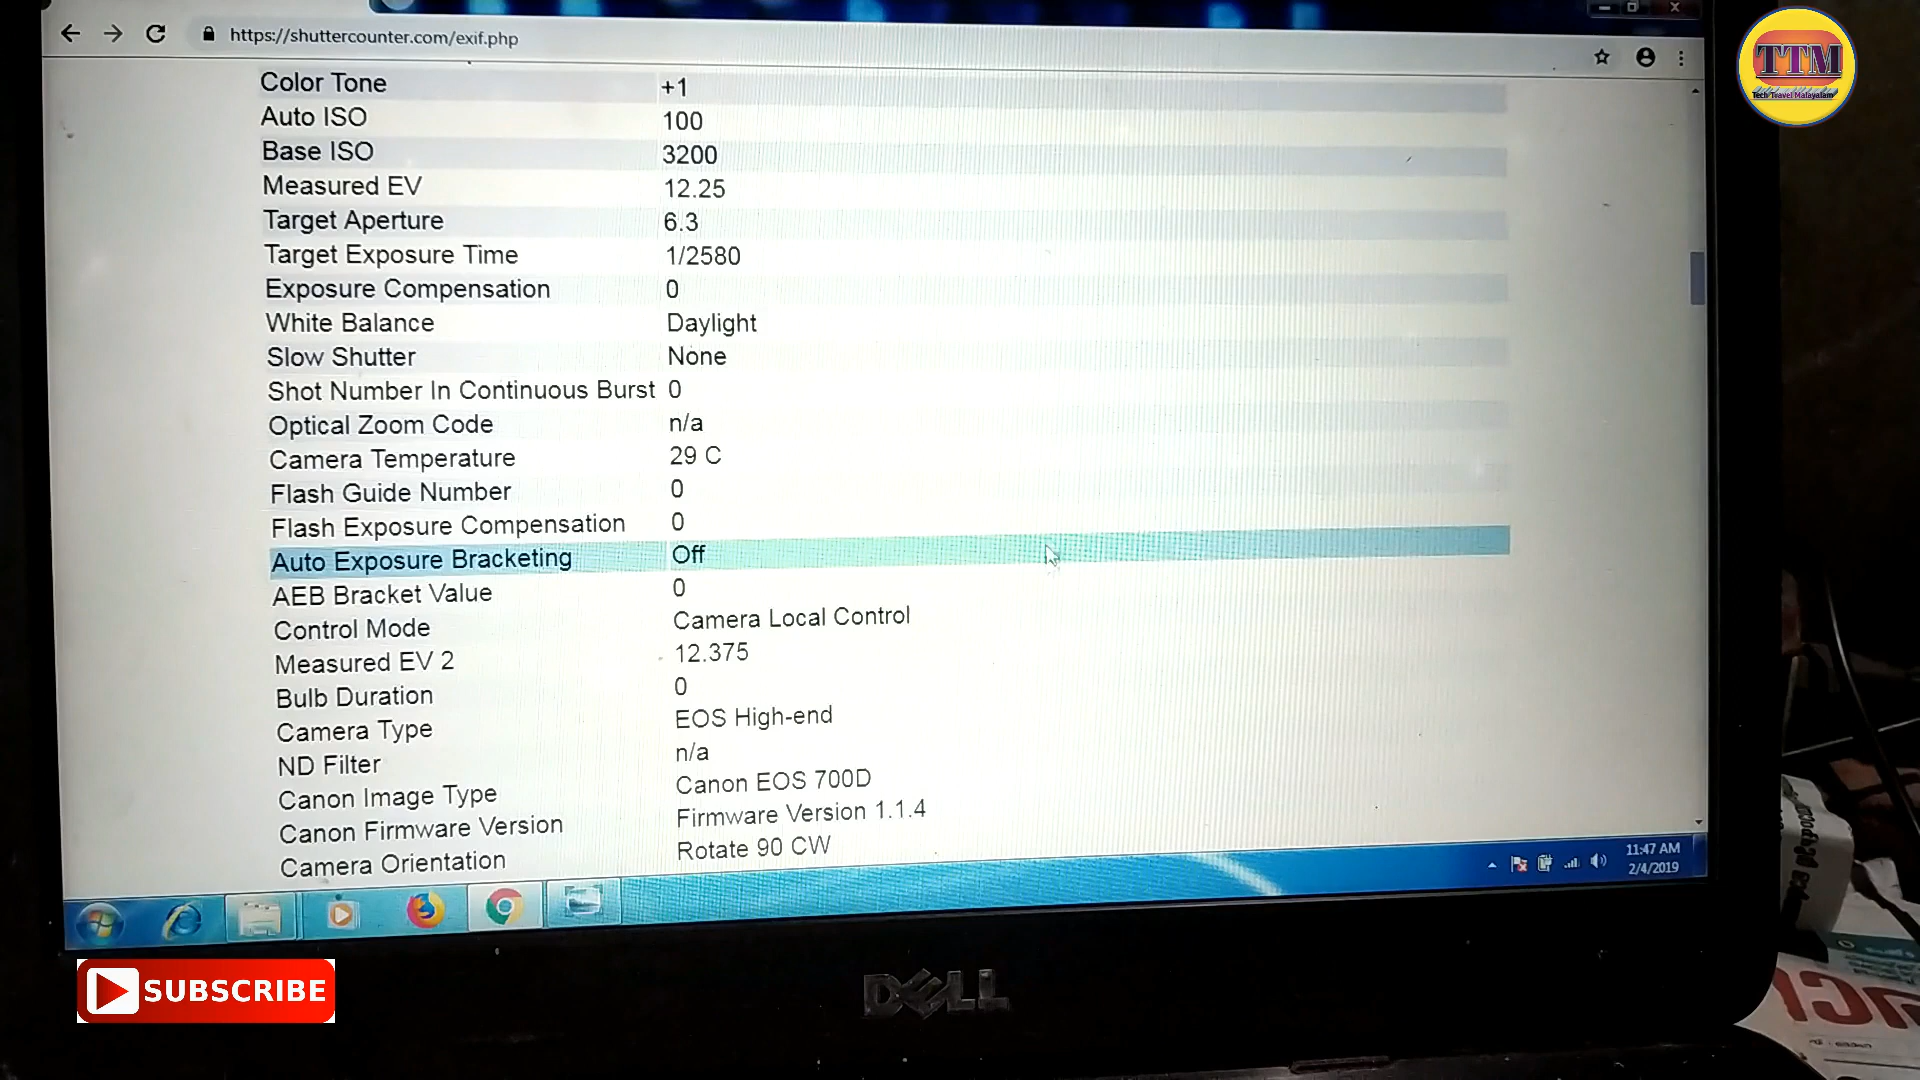 https://shuttercounter.com/exif.php
TTM
Tech Travel Malayalam
Color Tone +1
Auto ISO 100
Base ISO 3200
Measured EV 12.25
Target Aperture 6.3
Target Exposure Time 1/2580
Exposure Compensation 0
White Balance Daylight
Slow Shutter None
Shot Number In Continuous Burst 0
Optical Zoom Code n/a
Camera Temperature 29 C
Flash Guide Number 0
Flash Exposure Compensation 0
Auto Exposure Bracketing Off
AEB Bracket Value 0
Control Mode Camera Local Control
Measured EV 2 12.375
Bulb Duration 0
Camera Type EOS High-end
ND Filter n/a
Canon Image Type Canon EOS 700D
Canon Firmware Version Firmware Version 1.1.4
Camera Orientation Rotate 90 CW
11:47 AM
2/4/2019
SUBSCRIBE
DELL